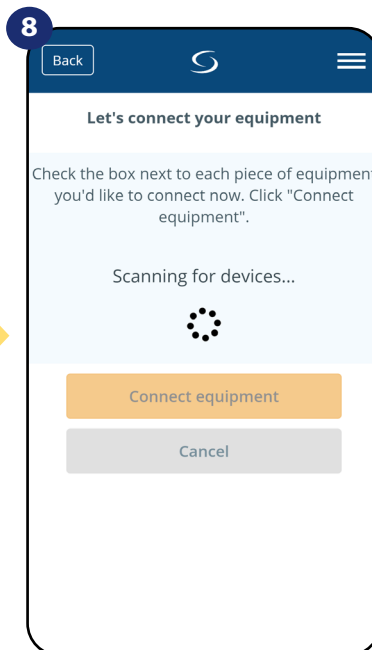 8
Back
Let's connect your equipment
Check the box next to each piece of equipment
you'd like to connect now. Click "Connect
equipment".
Scanning for devices...
Connect equipment
Cancel